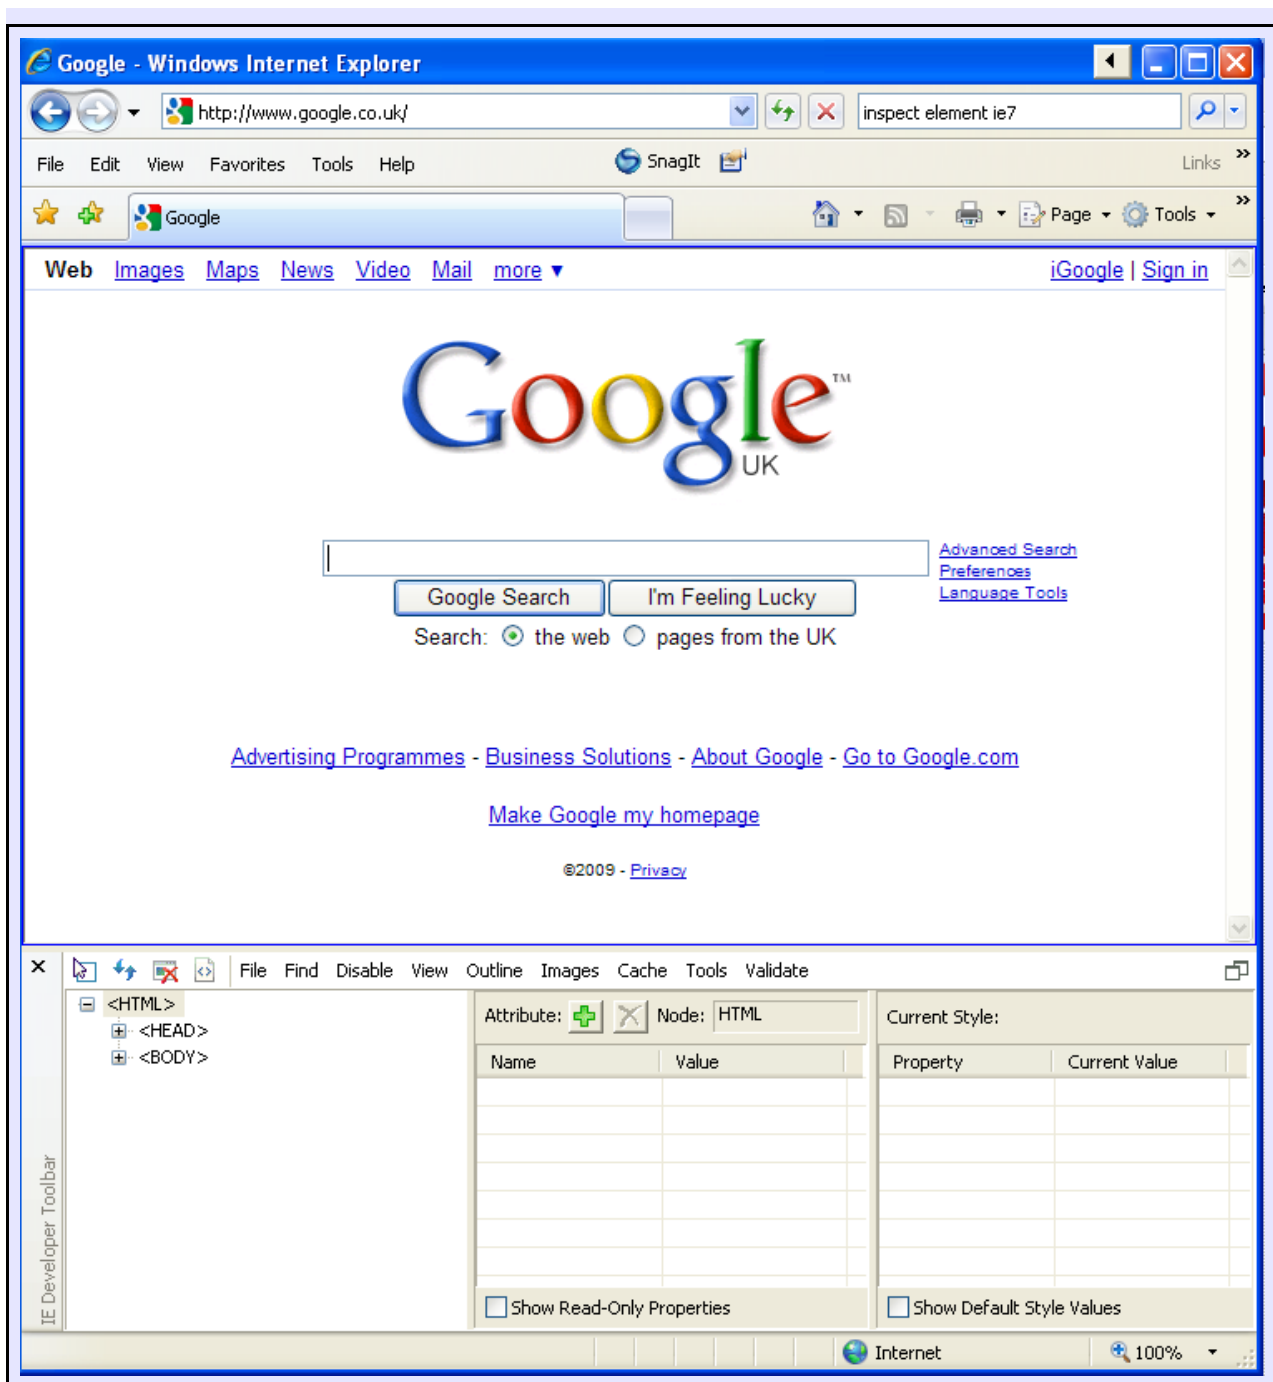 Google - Windows Internet Explorer
http://www.google.co.uk/ inspect element ie7
File Edit View Favorites Tools Help SnagIt Links »
Google Page Tools »
Web Images Maps News Video Mail more ▼ iGoogle | Sign in
Google™
UK
Advanced Search
Preferences
Language Tools
Google Search I'm Feeling Lucky
Search: the web pages from the UK
Advertising Programmes - Business Solutions - About Google - Go to Google.com
Make Google my homepage
©2009 - Privacy
File Find Disable View Outline Images Cache Tools Validate
<HTML>
<HEAD>
<BODY>
Attribute: Node: HTML
Name Value
Show Read-Only Properties
Current Style:
Property Current Value
Show Default Style Values
IE Developer Toolbar
Internet 100%